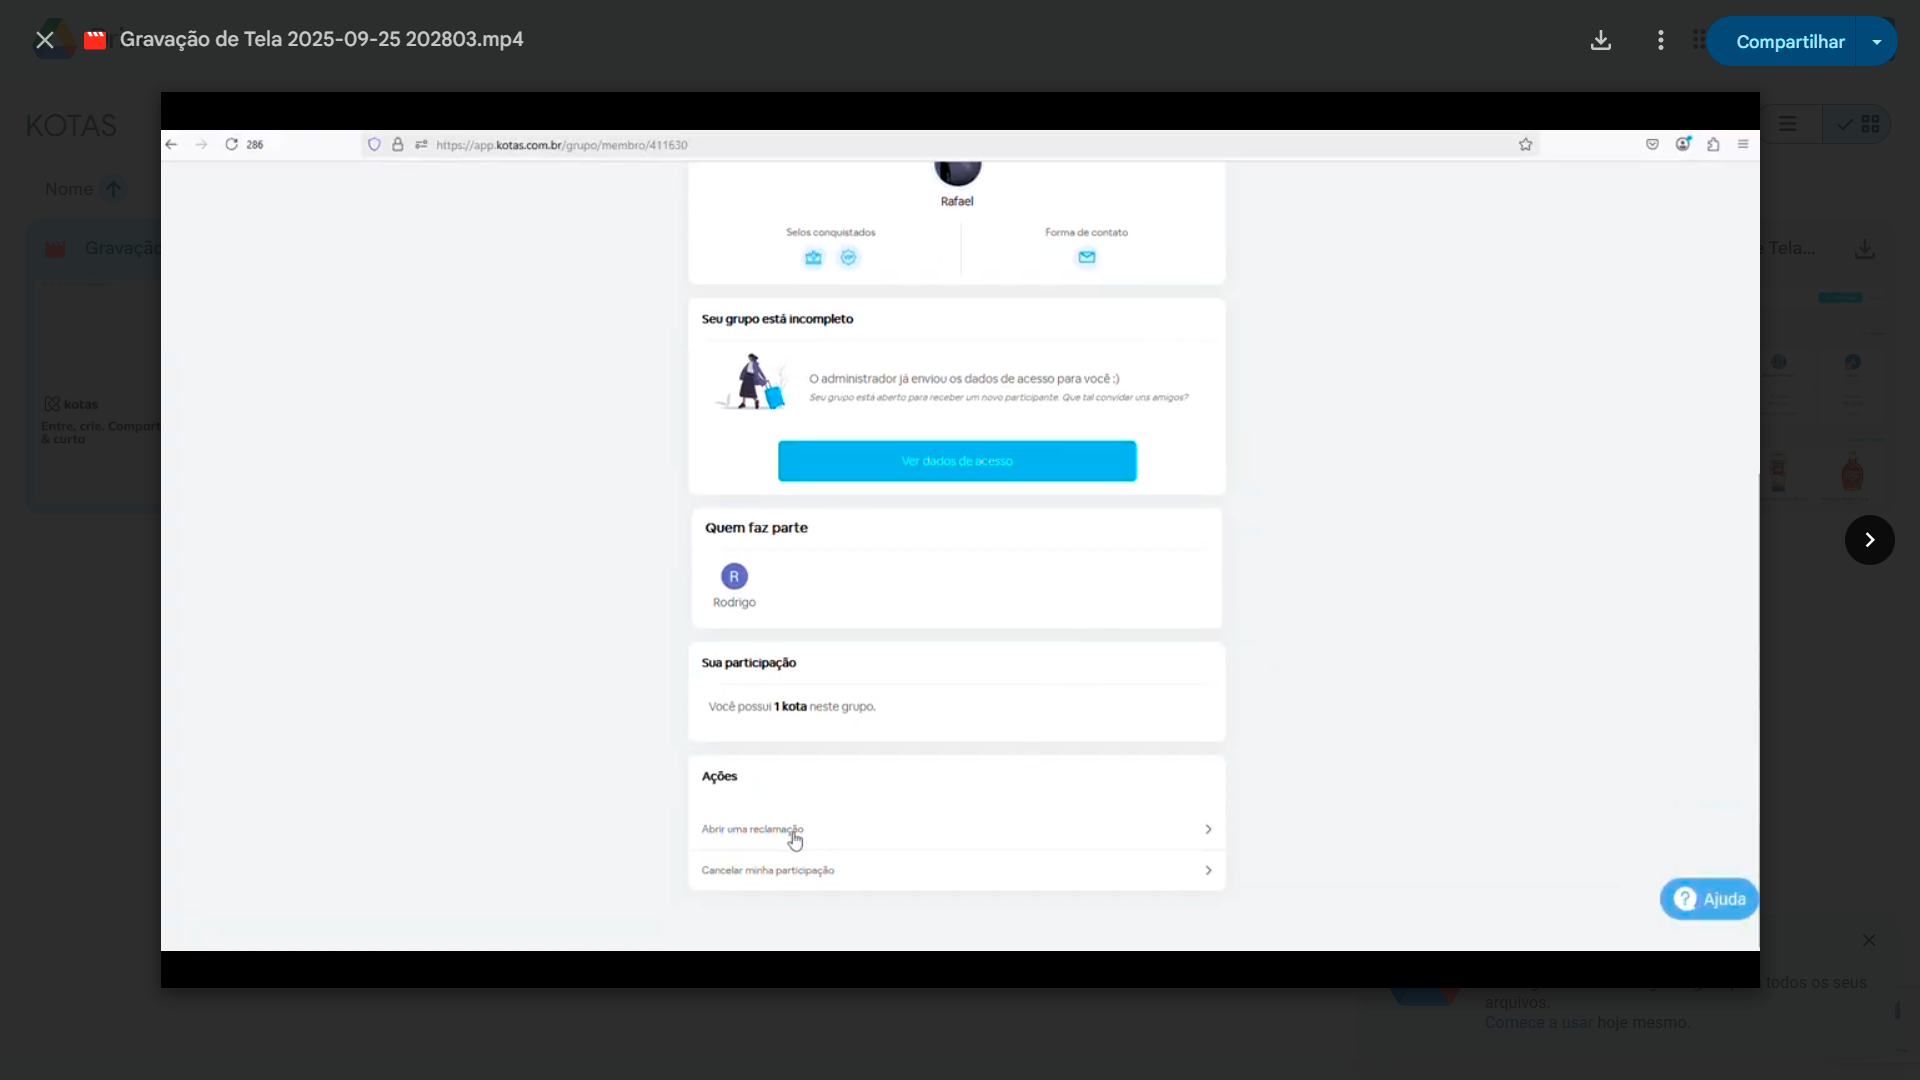 Gravação de Tela 2025-09-25 202803.mp4
Compartilhar
KOTAS
Nome
Gravação
286
https://app.kotas.com.br/grupo/membro/411630
Rafael
Selos conquistados
Forma de contato
Seu grupo está incompleto
O administrador já enviou os dados de acesso para você :)
Seu grupo está aberto para receber um novo participante. Que tal convidar uns amigos?
Ver dados de acesso
Quem faz parte
R
Rodrigo
Sua participação
Você possui 1 kota neste grupo.
Ações
Abrir uma reclamação
Cancelar minha participação
Ajuda
kotas
Entre, crie. Compart
& curta
Tela...
todos os seus
arquivos.
Comece a usar hoje mesmo.